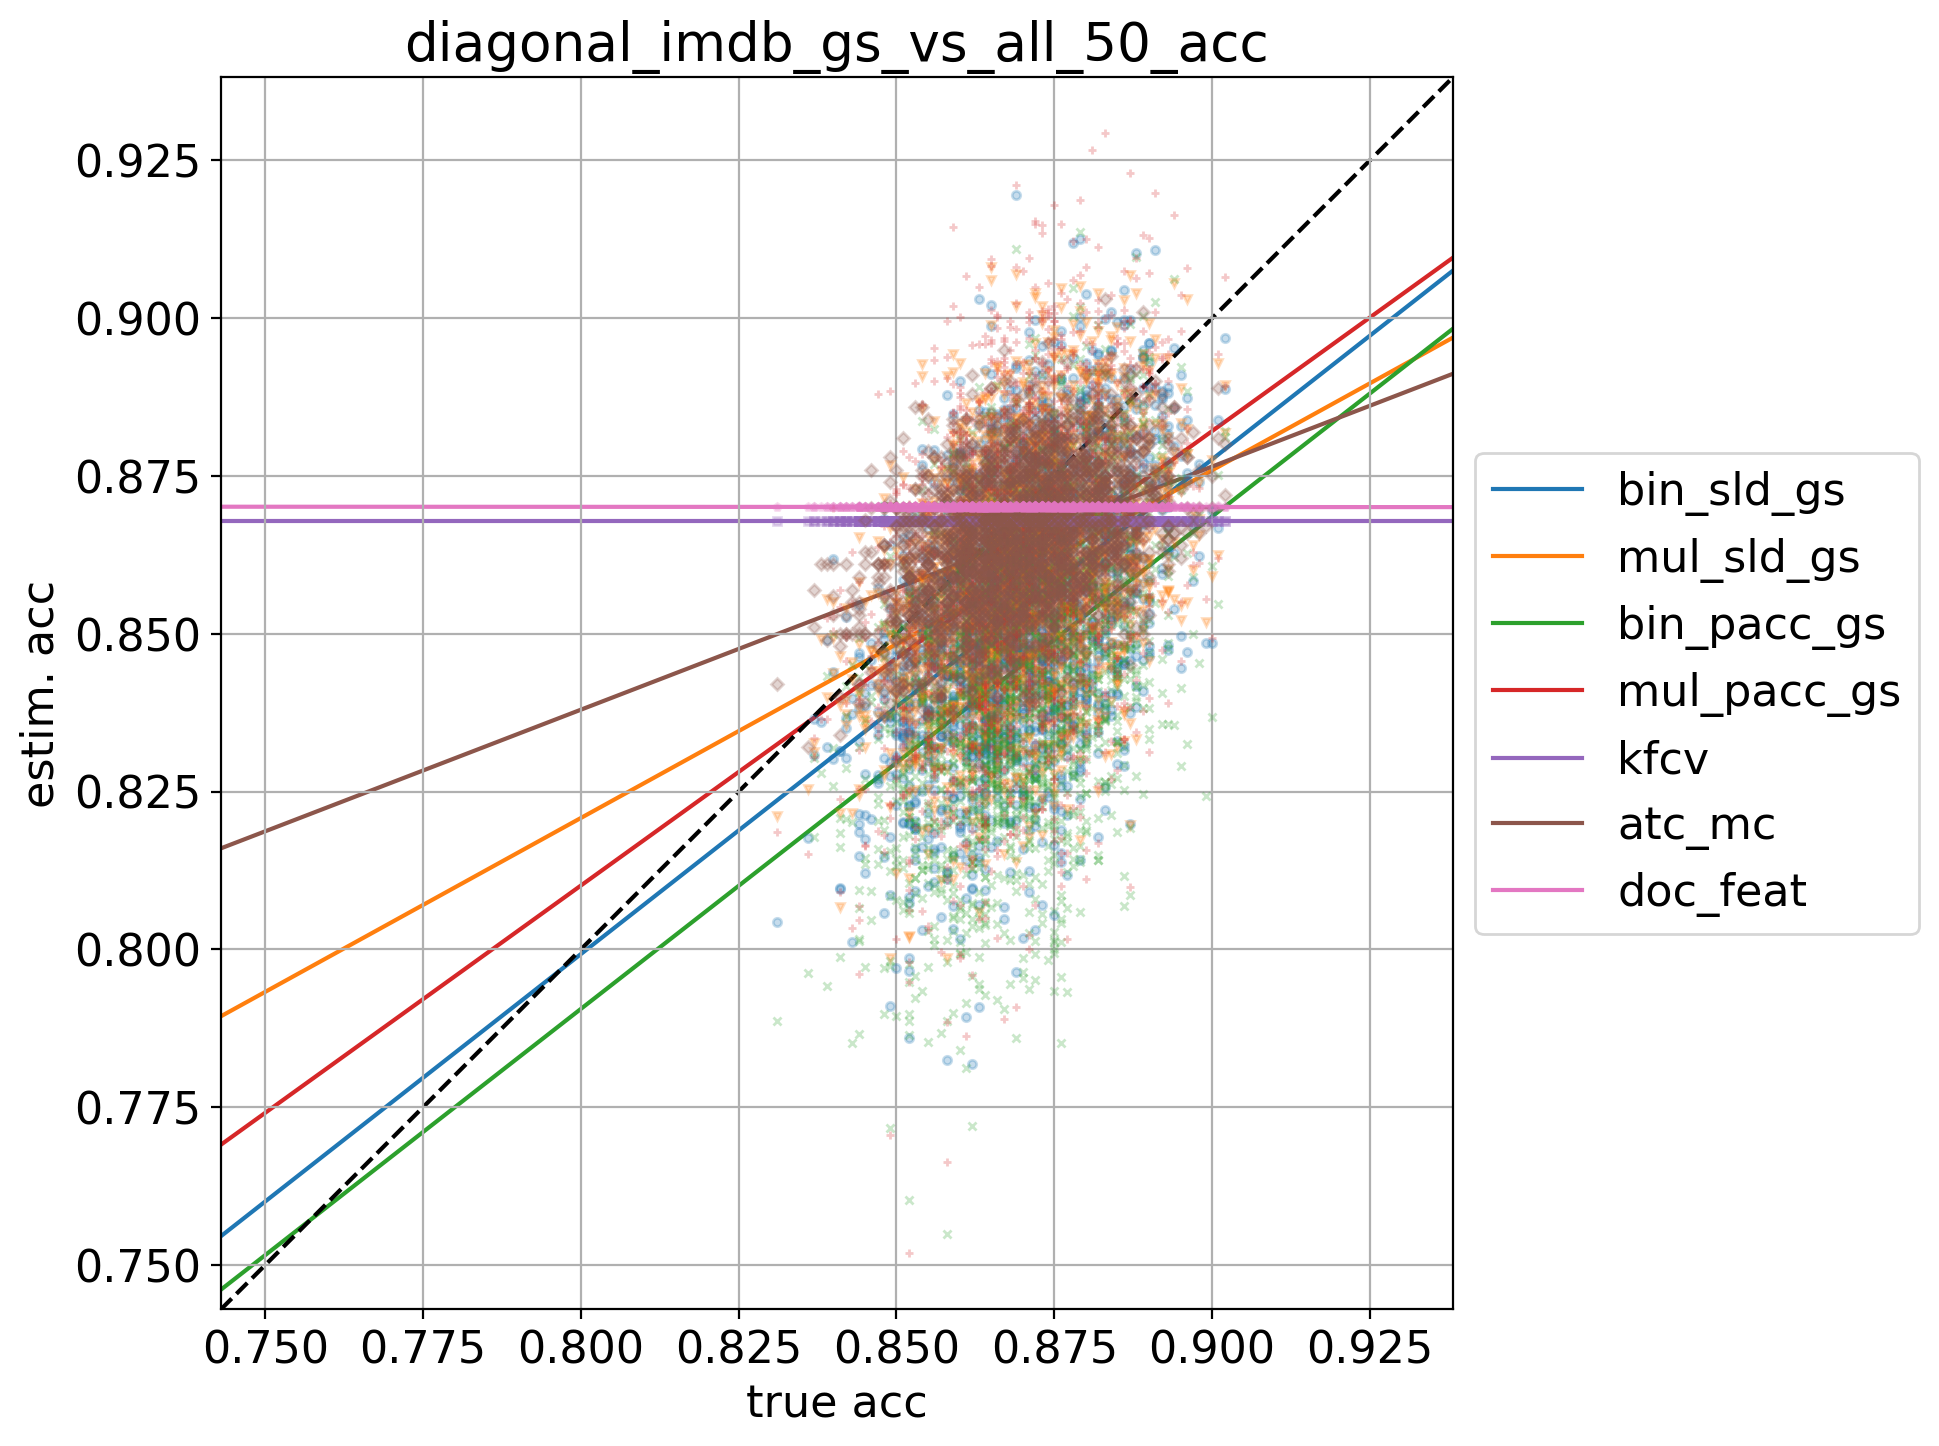 diagonal_imdb_gs_vs_all_50_acc
0.925
0.900
0.875
0.850
0.825
0.800
0.775
0.750
estim. acc
0.750 0.775 0.800 0.825 0.850 0.875 0.900 0.925
true acc
bin_sld_gs
mul_sld_gs
bin_pacc_gs
mul_pacc_gs
kfcv
atc_mc
doc_feat